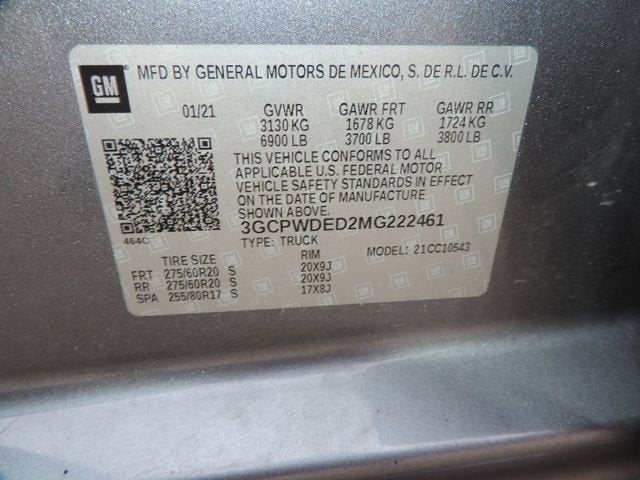 GM
MFD BY GENERAL MOTORS DE MEXICO, S. DE R.L. DE C.V.
01/21 GVWR GAWR FRT GAWR RR
3130 KG 1678 KG 1724 KG
6900 LB 3700 LB 3800 LB
THIS VEHICLE CONFORMS TO ALL
APPLICABLE U.S. FEDERAL MOTOR
VEHICLE SAFETY STANDARDS IN EFFECT
ON THE DATE OF MANUFACTURE
SHOWN ABOVE.
3GCPWDED2MG222461
464C TYPE: TRUCK MODEL: 21CC10543
TIRE SIZE RIM
FRT 275/60R20 S 20X9J
RR 275/60R20 S 20X9J
SPA 255/80R17 S 17X8J